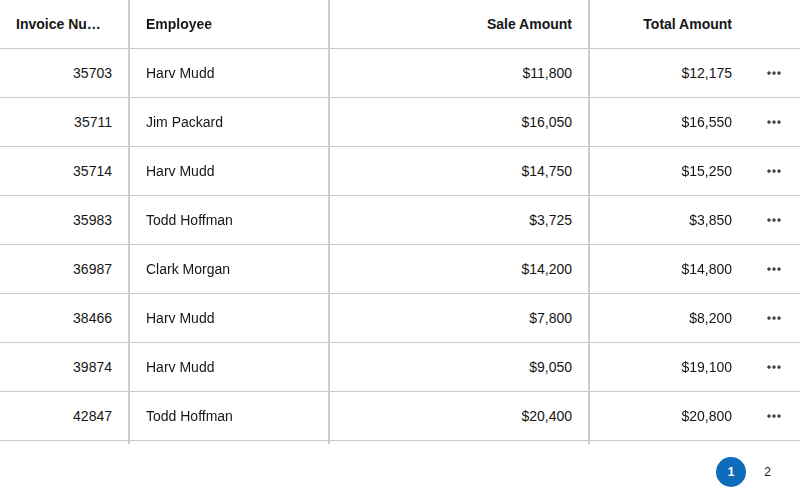 Invoice Nu… Employee Sale Amount Total Amount
35703 Harv Mudd $11,800 $12,175
35711 Jim Packard $16,050 $16,550
35714 Harv Mudd $14,750 $15,250
35983 Todd Hoffman $3,725 $3,850
36987 Clark Morgan $14,200 $14,800
38466 Harv Mudd $7,800 $8,200
39874 Harv Mudd $9,050 $19,100
42847 Todd Hoffman $20,400 $20,800
1 2